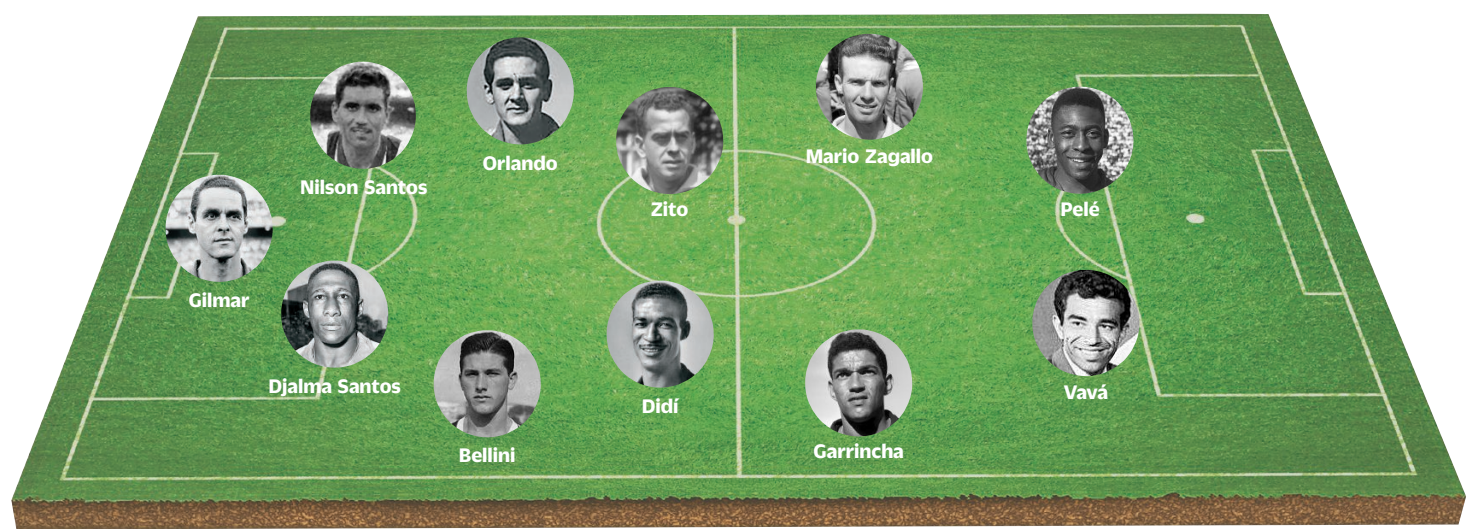 Orlando
Mario Zagallo
Nilson Santos
Zito
Pelé
Gilmar
Djalma Santos
Vavá
Didí
Garrincha
Bellini